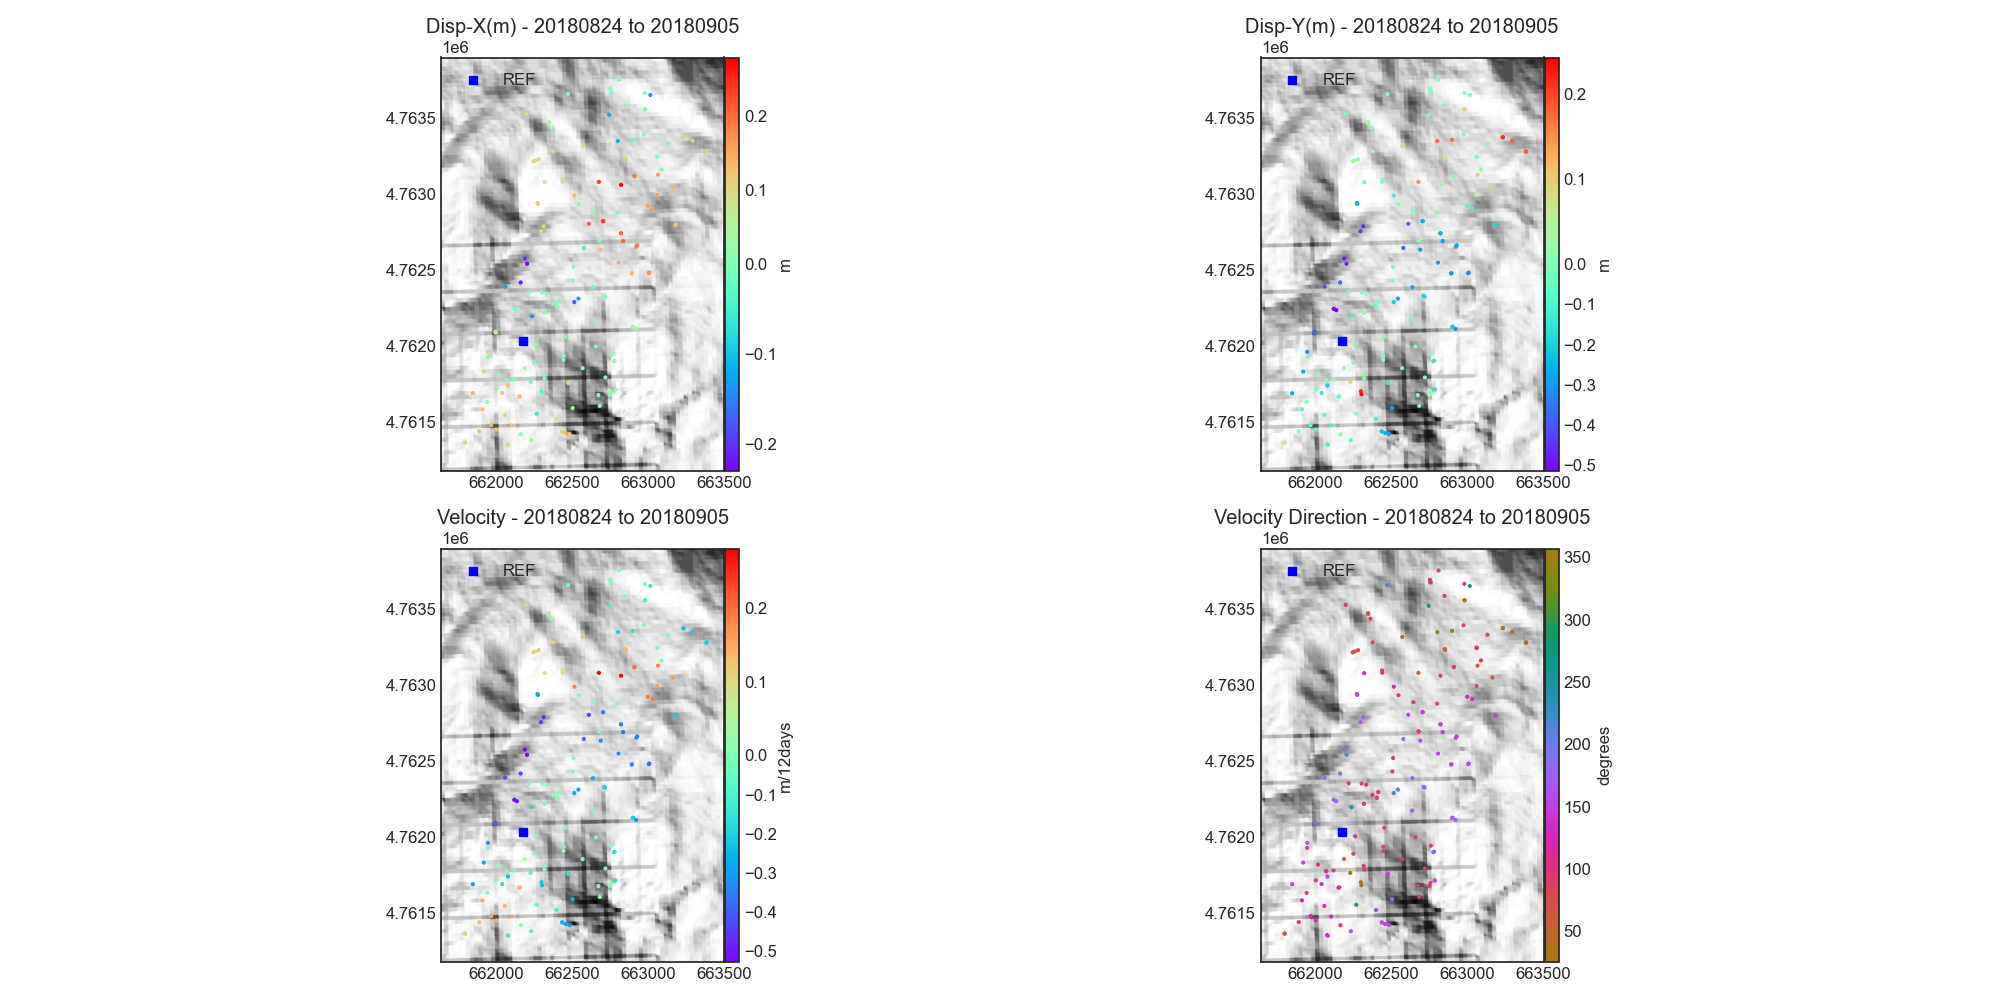 Disp-X(m) - 20180824 to 20180905
1e6
REF
4.7635
4.7630
4.7625
4.7620
4.7615
662000 662500 663000 663500
0.2
0.1
0.0
−0.1
−0.2
m
Disp-Y(m) - 20180824 to 20180905
1e6
REF
4.7635
4.7630
4.7625
4.7620
4.7615
662000 662500 663000 663500
0.2
0.1
0.0
−0.1
−0.2
−0.3
−0.4
−0.5
m
Velocity - 20180824 to 20180905
1e6
REF
4.7635
4.7630
4.7625
4.7620
4.7615
662000 662500 663000 663500
0.2
0.1
0.0
−0.1
−0.2
−0.3
−0.4
−0.5
m/12days
Velocity Direction - 20180824 to 20180905
1e6
REF
4.7635
4.7630
4.7625
4.7620
4.7615
662000 662500 663000 663500
350
300
250
200
150
100
50
degrees